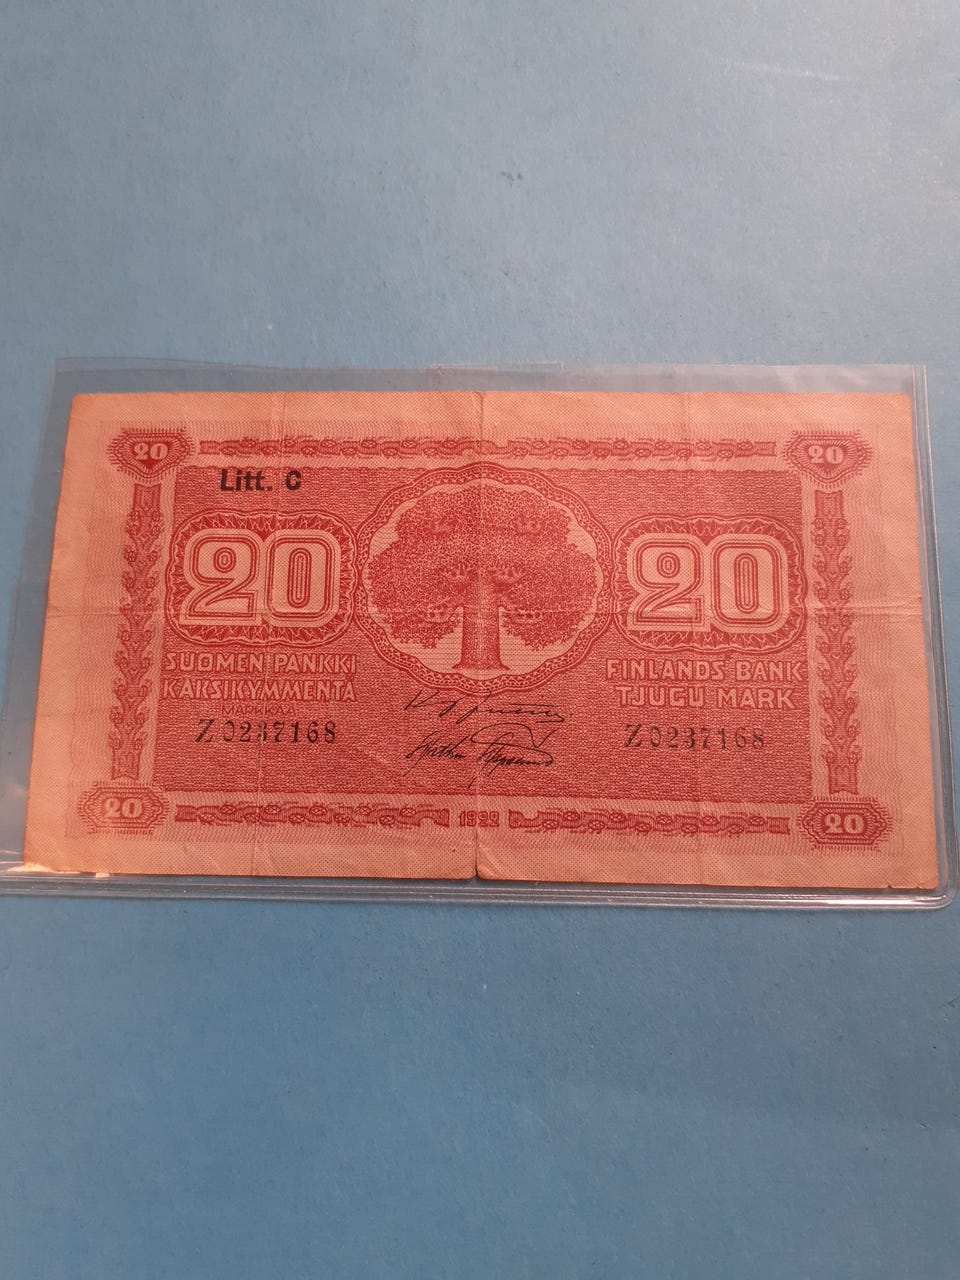 20 20
Litt. C
20 20
SUOMEN PANKKI FINLANDS BANK
KAKSIKYMMENTÄ TJUGU MARK
MARKKAA
Z0237168 Z0237168
20 1922 20